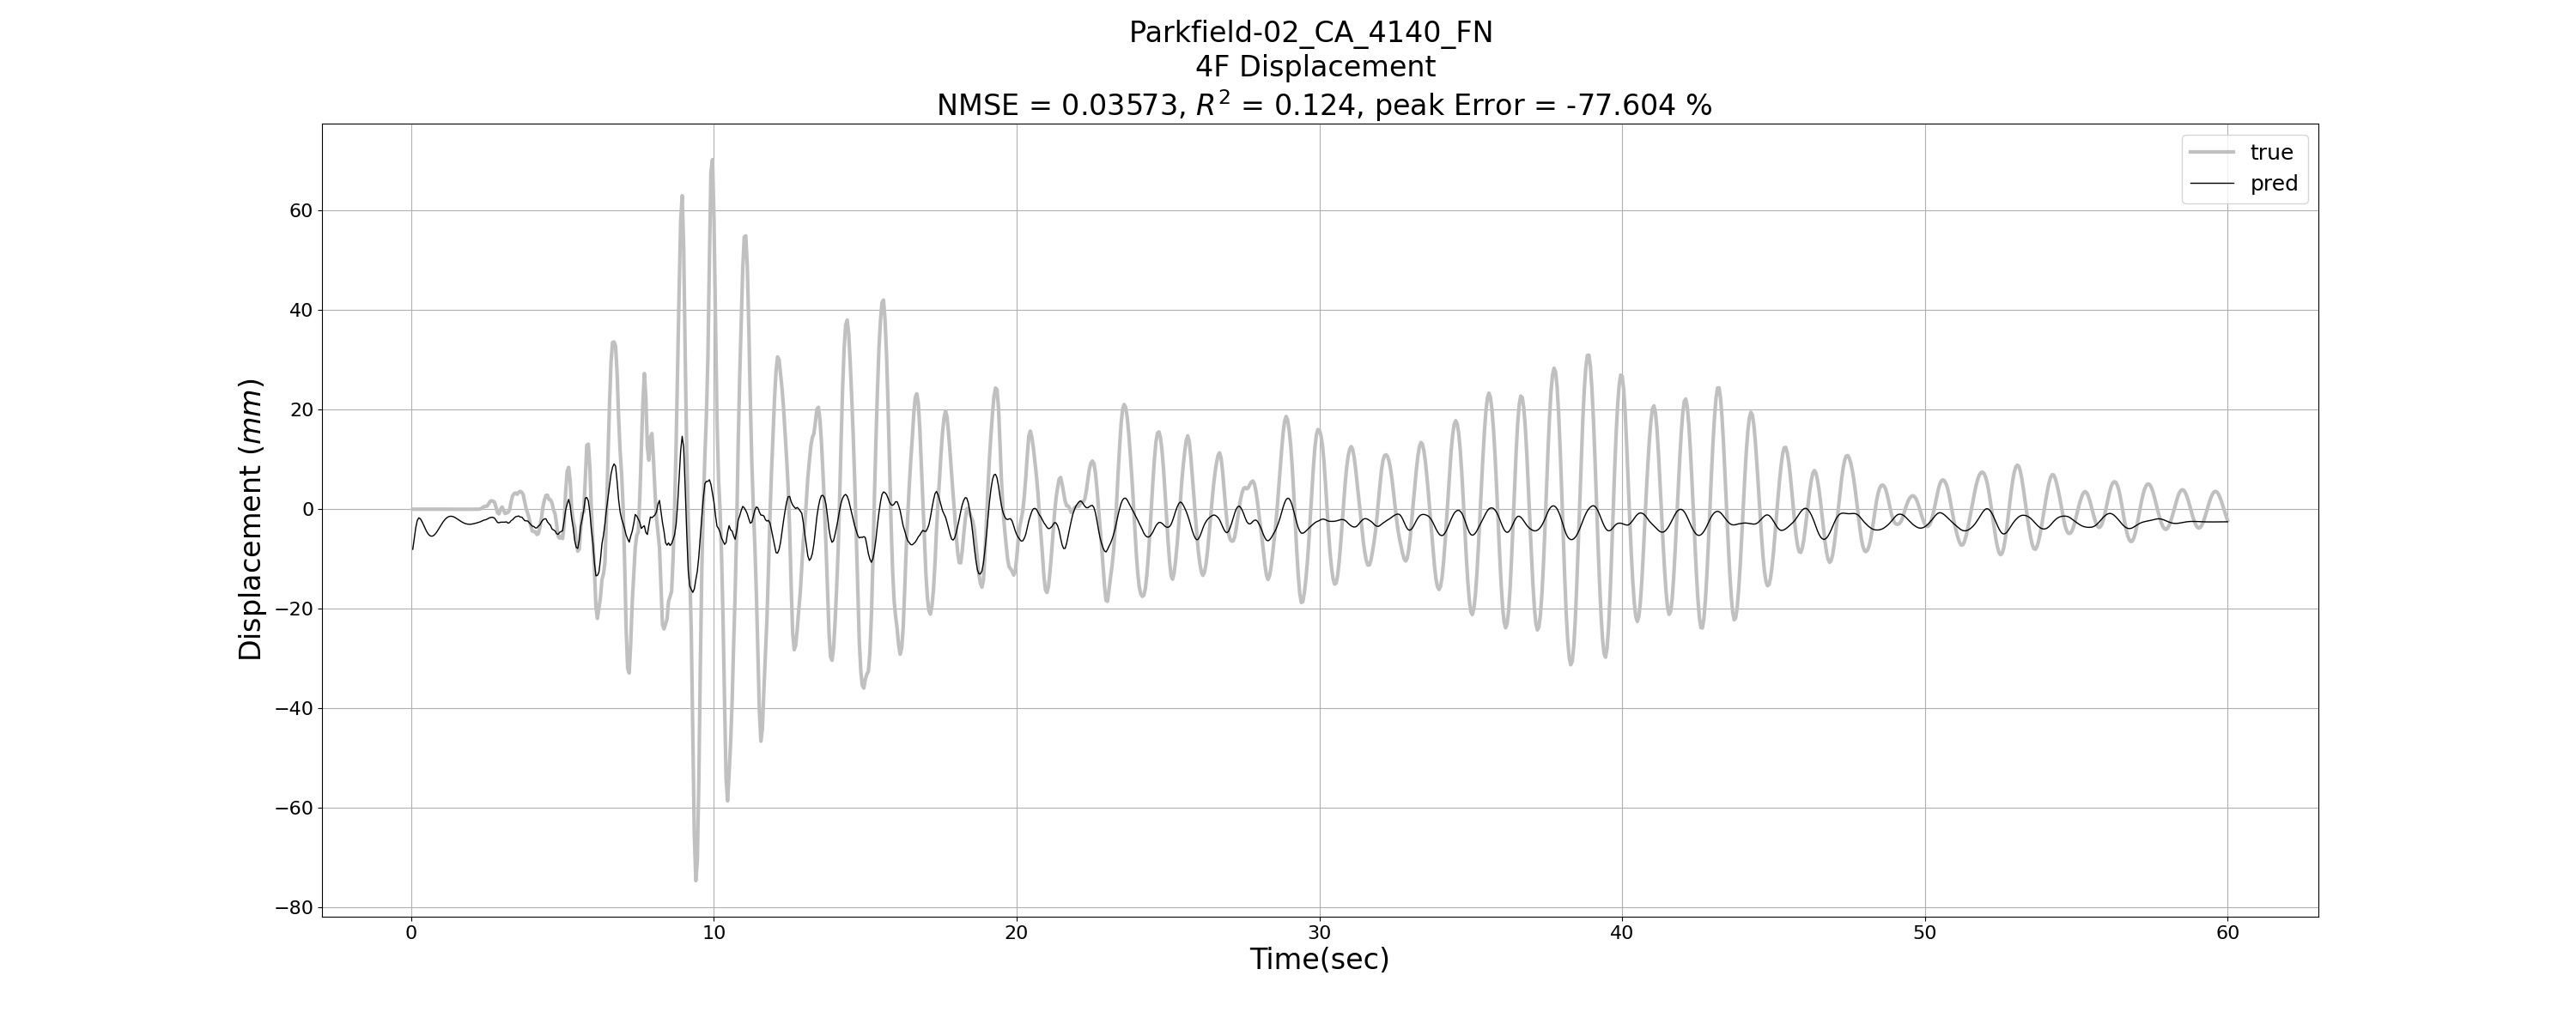 Parkfield-02_CA_4140_FN
4F Displacement
NMSE = 0.03573, R² = 0.124, peak Error = -77.604 %
true
pred
60
40
20
0
−20
−40
−60
−80
Displacement (mm)
0 10 20 30 40 50 60
Time(sec)